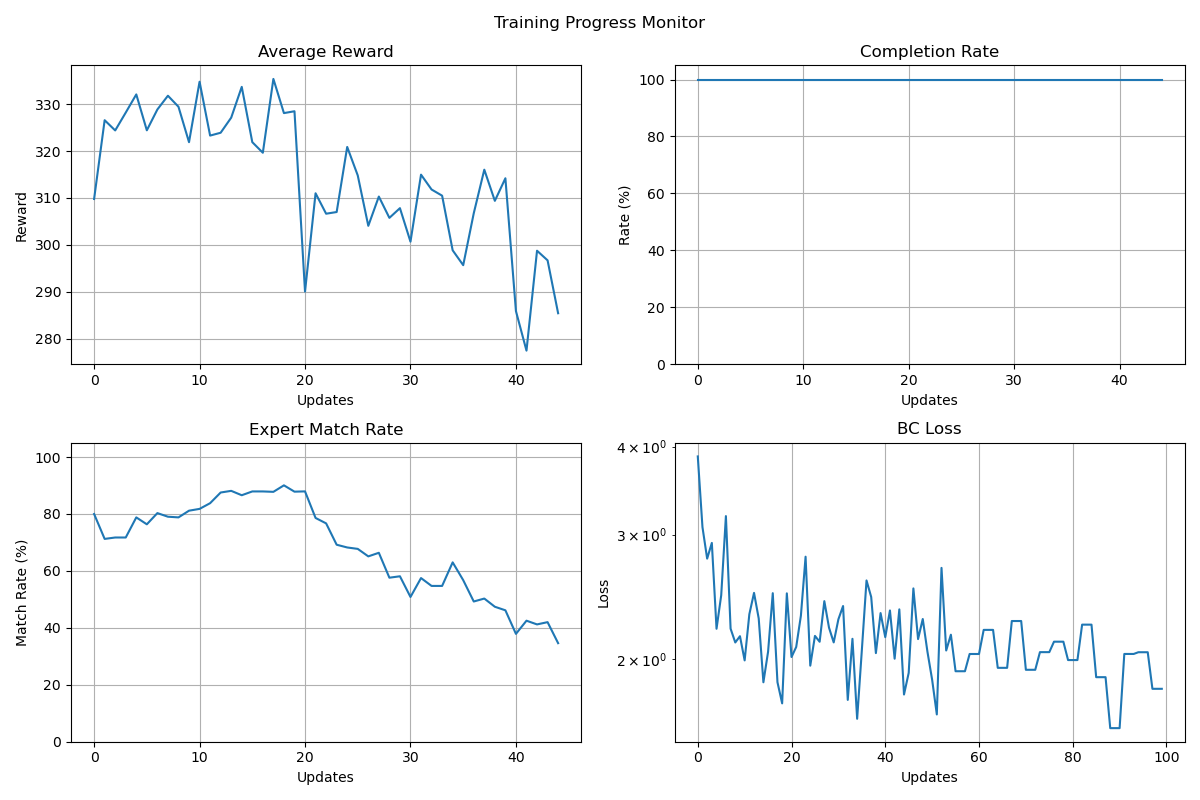 Training Progress Monitor
Average Reward
Reward
330
320
310
300
290
280
0 10 20 30 40
Updates
Completion Rate
Rate (%)
100
80
60
40
20
0
0 10 20 30 40
Updates
Expert Match Rate
Match Rate (%)
100
80
60
40
20
0
0 10 20 30 40
Updates
BC Loss
Loss
4 × 10⁰
3 × 10⁰
2 × 10⁰
0 20 40 60 80 100
Updates